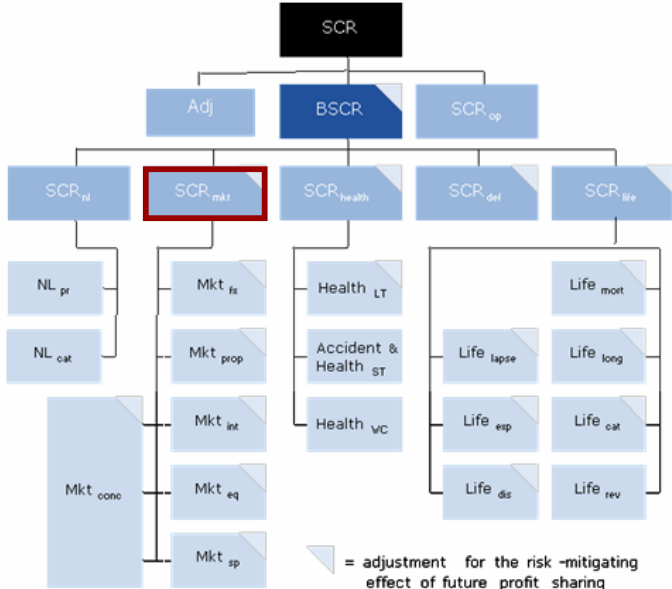 SCR
Adj
BSCR
SCR op
SCR nl
SCR mkt
SCR health
SCR def
SCR life
NL pr
Mkt fx
Health LT
Life mort
NL cat
Mkt prop
Accident &
Health ST
Life lapse
Life long
Mkt conc
Mkt int
Health WC
Life exp
Life cat
Mkt eq
Life dis
Life rev
Mkt sp
= adjustment for the risk -mitigating
effect of future profit sharing